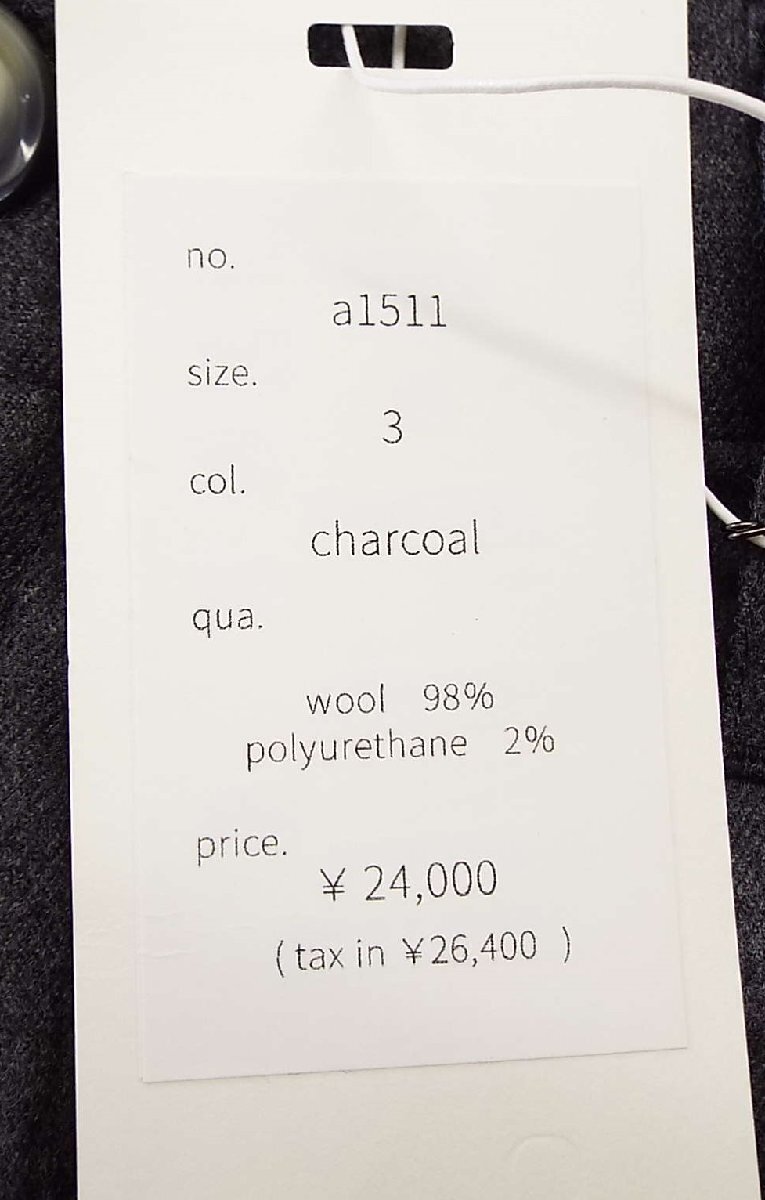 no.
a1511
size.
3
col.
charcoal
qua.
wool 98%
polyurethane 2%
price.
¥ 24,000
(tax in ¥26,400 )